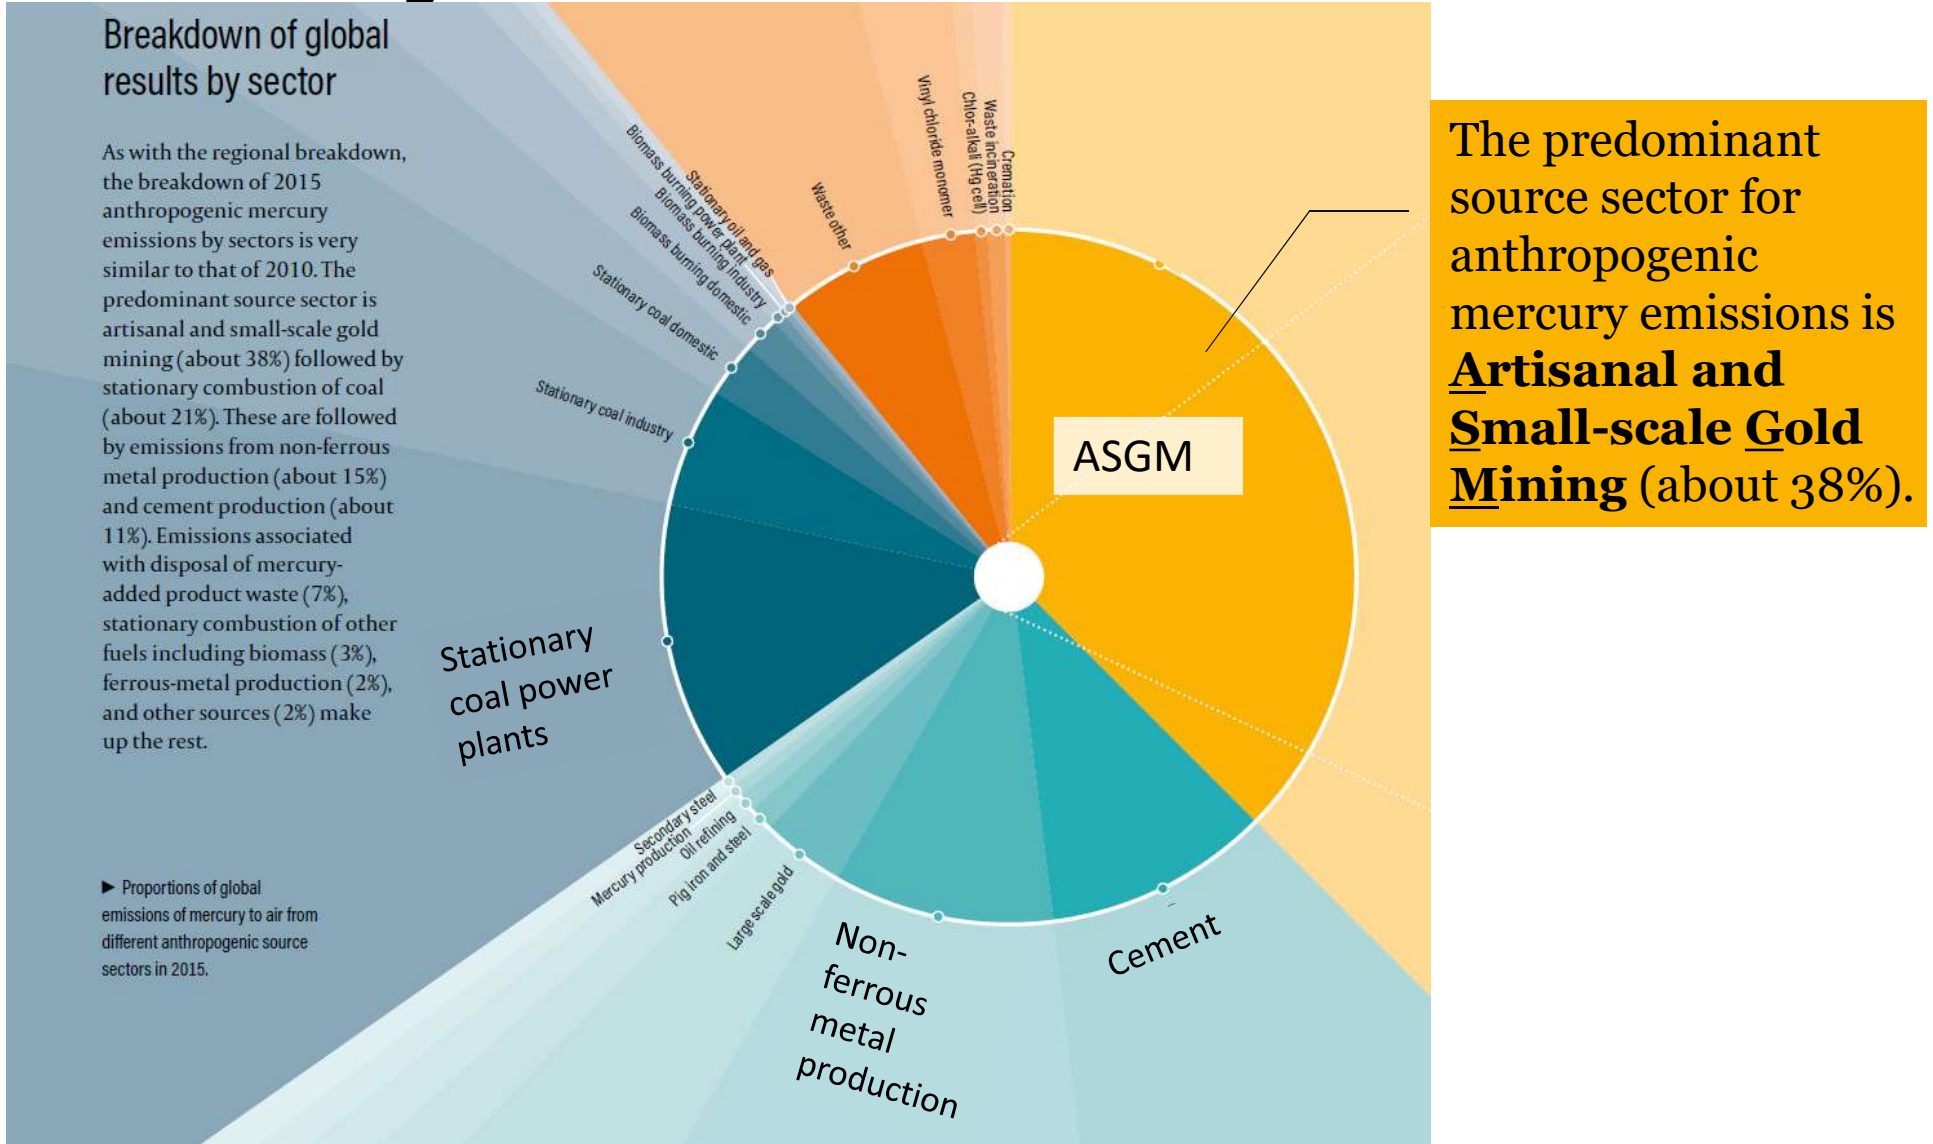 Breakdown of global
results by sector
As with the regional breakdown,
the breakdown of 2015
anthropogenic mercury
emissions by sectors is very
similar to that of 2010. The
predominant source sector is
artisanal and small-scale gold
mining (about 38%) followed by
stationary combustion of coal
(about 21%). These are followed
by emissions from non-ferrous
metal production (about 15%)
and cement production (about
11%). Emissions associated
with disposal of mercury-
added product waste (7%),
stationary combustion of other
fuels including biomass (3%),
ferrous-metal production (2%),
and other sources (2%) make
up the rest.
► Proportions of global
emissions of mercury to air from
different anthropogenic source
sectors in 2015.
Stationary
coal power
plants
Stationary coal industry
Stationary coal domestic
Biomass burning domestic
Biomass burning industry
Biomass burning power plant
Stationary oil and gas
Waste other
Vinyl chloride monomer
Chlor-alkali (Hg cell)
Waste incineration
Cremation
ASGM
Cement
Non-
ferrous
metal
production
Large scale gold
Pig iron and steel
Oil refining
Mercury production
Secondary steel
The predominant
source sector for
anthropogenic
mercury emissions is
Artisanal and
Small-scale Gold
Mining (about 38%).